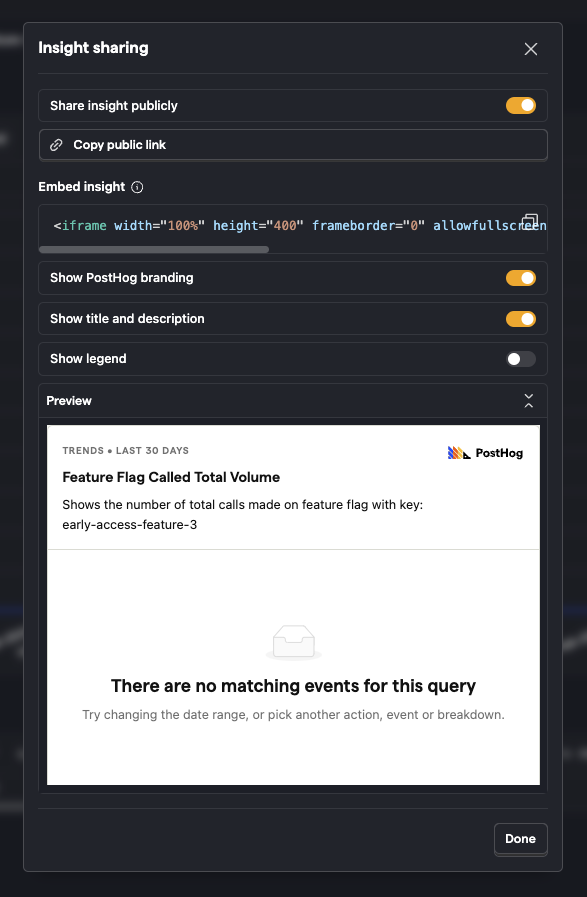 Insight sharing
Share insight publicly
Copy public link
Embed insight
<iframe width="100%" height="400" frameborder="0" allowfullscreen
Show PostHog branding
Show title and description
Show legend
Preview
TRENDS • LAST 30 DAYS
PostHog
Feature Flag Called Total Volume
Shows the number of total calls made on feature flag with key:
early-access-feature-3
There are no matching events for this query
Try changing the date range, or pick another action, event or breakdown.
Done